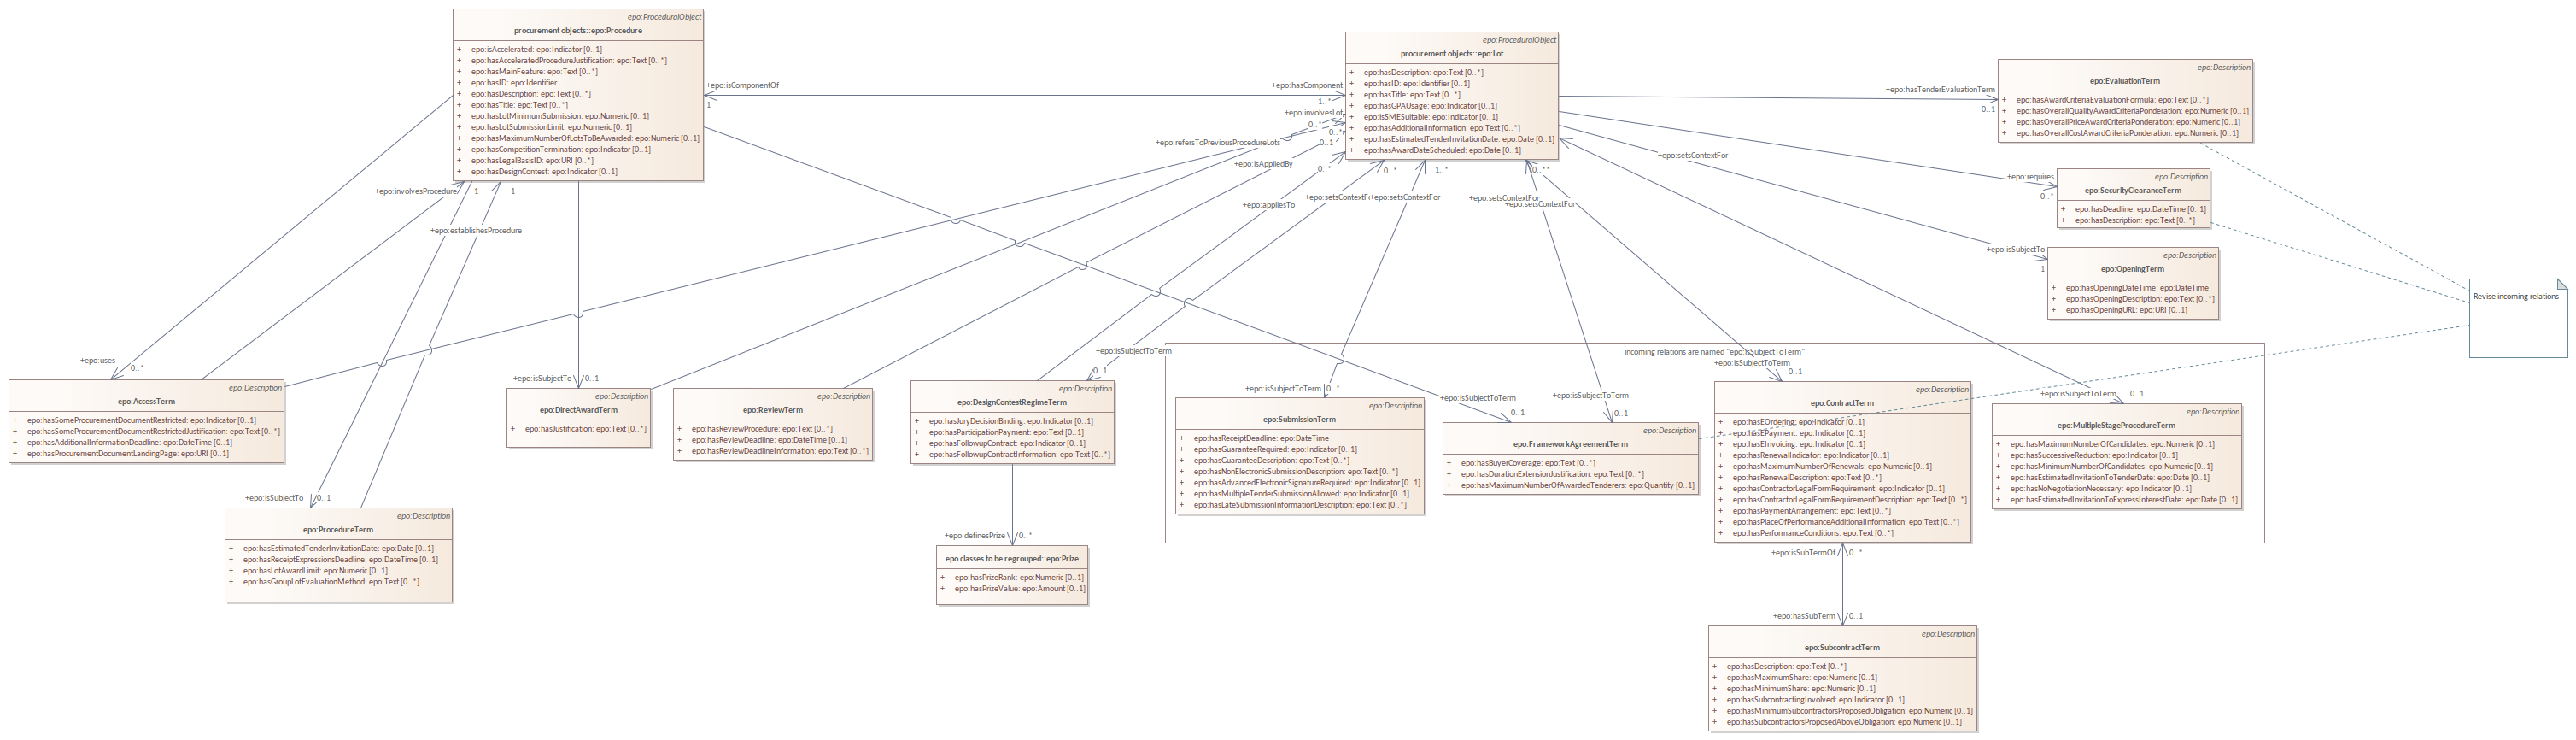 epo:ProceduralObject
procurement objects::epo:Procedure
+ epo:isAccelerated: epo:Indicator [0..1]
+ epo:hasAcceleratedProcedureJustification: epo:Text [0..*]
+ epo:hasMainFeature: epo:Text [0..*]
+ epo:hasID: epo:Identifier
+ epo:hasDescription: epo:Text [0..*]
+ epo:hasTitle: epo:Text [0..*]
+ epo:hasLotMinimumSubmission: epo:Numeric [0..1]
+ epo:hasLotSubmissionLimit: epo:Numeric [0..1]
+ epo:hasMaximumNumberOfLotsToBeAwarded: epo:Numeric [0..1]
+ epo:hasCompetitionTermination: epo:Indicator [0..1]
+ epo:hasLegalBasisID: epo:URI [0..*]
+ epo:hasDesignContest: epo:Indicator [0..1]
+epo:isComponentOf
1
+epo:hasComponent
1..*
+epo:involvesLot
0..*
0..*
+epo:refersToPreviousProcedureLots
0..1
+epo:isAppliedBy
0..*
epo:ProceduralObject
procurement objects::epo:Lot
+ epo:hasDescription: epo:Text [0..*]
+ epo:hasID: epo:Identifier [0..1]
+ epo:hasTitle: epo:Text [0..*]
+ epo:hasGPAUsage: epo:Indicator [0..1]
+ epo:isSMESuitable: epo:Indicator [0..1]
+ epo:hasAdditionalInformation: epo:Text [0..*]
+ epo:hasEstimatedTenderInvitationDate: epo:Date [0..1]
+ epo:hasAwardDateScheduled: epo:Date [0..1]
+epo:hasTenderEvaluationTerm
0..1
epo:Description
epo:EvaluationTerm
+ epo:hasAwardCriteriaEvaluationFormula: epo:Text [0..*]
+ epo:hasOverallQualityAwardCriteriaPonderation: epo:Numeric [0..1]
+ epo:hasOverallPriceAwardCriteriaPonderation: epo:Numeric [0..1]
+ epo:hasOverallCostAwardCriteriaPonderation: epo:Numeric [0..1]
+epo:setsContextFor
+epo:requires
0..*
epo:Description
epo:SecurityClearanceTerm
+ epo:hasDeadline: epo:DateTime [0..1]
+ epo:hasDescription: epo:Text [0..*]
+epo:isSubjectTo
1
epo:Description
epo:OpeningTerm
+ epo:hasOpeningDateTime: epo:DateTime
+ epo:hasOpeningDescription: epo:Text [0..*]
+ epo:hasOpeningURL: epo:URI [0..1]
Revise incoming relations
+epo:involvesProcedure
1
1
+epo:establishesProcedure
0..*
1..*
+epo:appliesTo
+epo:setsContextFor
+epo:setsContextFor
+epo:setsContextFor
+epo:uses
0..*
epo:Description
epo:AccessTerm
+ epo:hasSomeProcurementDocumentRestricted: epo:Indicator [0..1]
+ epo:hasSomeProcurementDocumentRestrictedJustification: epo:Text [0..*]
+ epo:hasAdditionalInformationDeadline: epo:DateTime [0..1]
+ epo:hasProcurementDocumentLandingPage: epo:URI [0..1]
+epo:isSubjectTo
0..1
epo:Description
epo:DirectAwardTerm
+ epo:hasJustification: epo:Text [0..*]
epo:Description
epo:ReviewTerm
+ epo:hasReviewProcedure: epo:Text [0..*]
+ epo:hasReviewDeadline: epo:DateTime [0..1]
+ epo:hasReviewDeadlineInformation: epo:Text [0..*]
+epo:isSubjectToTerm
0..1
epo:Description
epo:DesignContestRegimeTerm
+ epo:hasJuryDecisionBinding: epo:Indicator [0..1]
+ epo:hasParticipationPayment: epo:Text [0..1]
+ epo:hasFollowupContract: epo:Indicator [0..1]
+ epo:hasFollowupContractInformation: epo:Text [0..*]
incoming relations are named "epo:isSubjectToTerm"
+epo:isSubjectToTerm
0..*
epo:Description
epo:SubmissionTerm
+ epo:hasReceiptDeadline: epo:DateTime
+ epo:hasGuaranteeRequired: epo:Indicator [0..1]
+ epo:hasGuaranteeDescription: epo:Text [0..*]
+ epo:hasNonElectronicSubmissionDescription: epo:Text [0..*]
+ epo:hasAdvancedElectronicSignatureRequired: epo:Indicator [0..1]
+ epo:hasMultipleTenderSubmissionAllowed: epo:Indicator [0..1]
+ epo:hasLateSubmissionInformationDescription: epo:Text [0..*]
+epo:isSubjectToTerm
0..1
+epo:isSubjectToTerm
0..1
epo:Description
epo:FrameworkAgreementTerm
+ epo:hasBuyerCoverage: epo:Text [0..*]
+ epo:hasDurationExtensionJustification: epo:Text [0..*]
+ epo:hasMaximumNumberOfAwardedTenderers: epo:Quantity [0..1]
+epo:isSubjectToTerm
0..1
epo:Description
epo:ContractTerm
+ epo:hasEOrdering: epo:Indicator [0..1]
+ epo:hasEPayment: epo:Indicator [0..1]
+ epo:hasEInvoicing: epo:Indicator [0..1]
+ epo:hasRenewalIndicator: epo:Indicator [0..1]
+ epo:hasMaximumNumberOfRenewals: epo:Numeric [0..1]
+ epo:hasRenewalDescription: epo:Text [0..*]
+ epo:hasContractorLegalFormRequirement: epo:Indicator [0..1]
+ epo:hasContractorLegalFormRequirementDescription: epo:Text [0..*]
+ epo:hasPaymentArrangement: epo:Text [0..*]
+ epo:hasPlaceOfPerformanceAdditionalInformation: epo:Text [0..*]
+ epo:hasPerformanceConditions: epo:Text [0..*]
+epo:isSubjectToTerm
0..1
epo:Description
epo:MultipleStageProcedureTerm
+ epo:hasMaximumNumberOfCandidates: epo:Numeric [0..1]
+ epo:hasSuccessiveReduction: epo:Indicator [0..1]
+ epo:hasMinimumNumberOfCandidates: epo:Numeric [0..1]
+ epo:hasEstimatedInvitationToTenderDate: epo:Date [0..1]
+ epo:hasNoNegotiationNecessary: epo:Indicator [0..1]
+ epo:hasEstimatedInvitationToExpressInterestDate: epo:Date [0..1]
+epo:isSubjectTo
0..1
epo:Description
epo:ProcedureTerm
+ epo:hasEstimatedTenderInvitationDate: epo:Date [0..1]
+ epo:hasReceiptExpressionsDeadline: epo:DateTime [0..1]
+ epo:hasLotAwardLimit: epo:Numeric [0..1]
+ epo:hasGroupLotEvaluationMethod: epo:Text [0..*]
+epo:definesPrize
0..*
epo classes to be regrouped::epo:Prize
+ epo:hasPrizeRank: epo:Numeric [0..1]
+ epo:hasPrizeValue: epo:Amount [0..1]
+epo:isSubTermOf
0..*
+epo:hasSubTerm
0..1
epo:Description
epo:SubcontractTerm
+ epo:hasDescription: epo:Text [0..*]
+ epo:hasMaximumShare: epo:Numeric [0..1]
+ epo:hasMinimumShare: epo:Numeric [0..1]
+ epo:hasSubcontractingInvolved: epo:Indicator [0..1]
+ epo:hasMinimumSubcontractorsProposedObligation: epo:Numeric [0..1]
+ epo:hasSubcontractorsProposedAboveObligation: epo:Numeric [0..1]